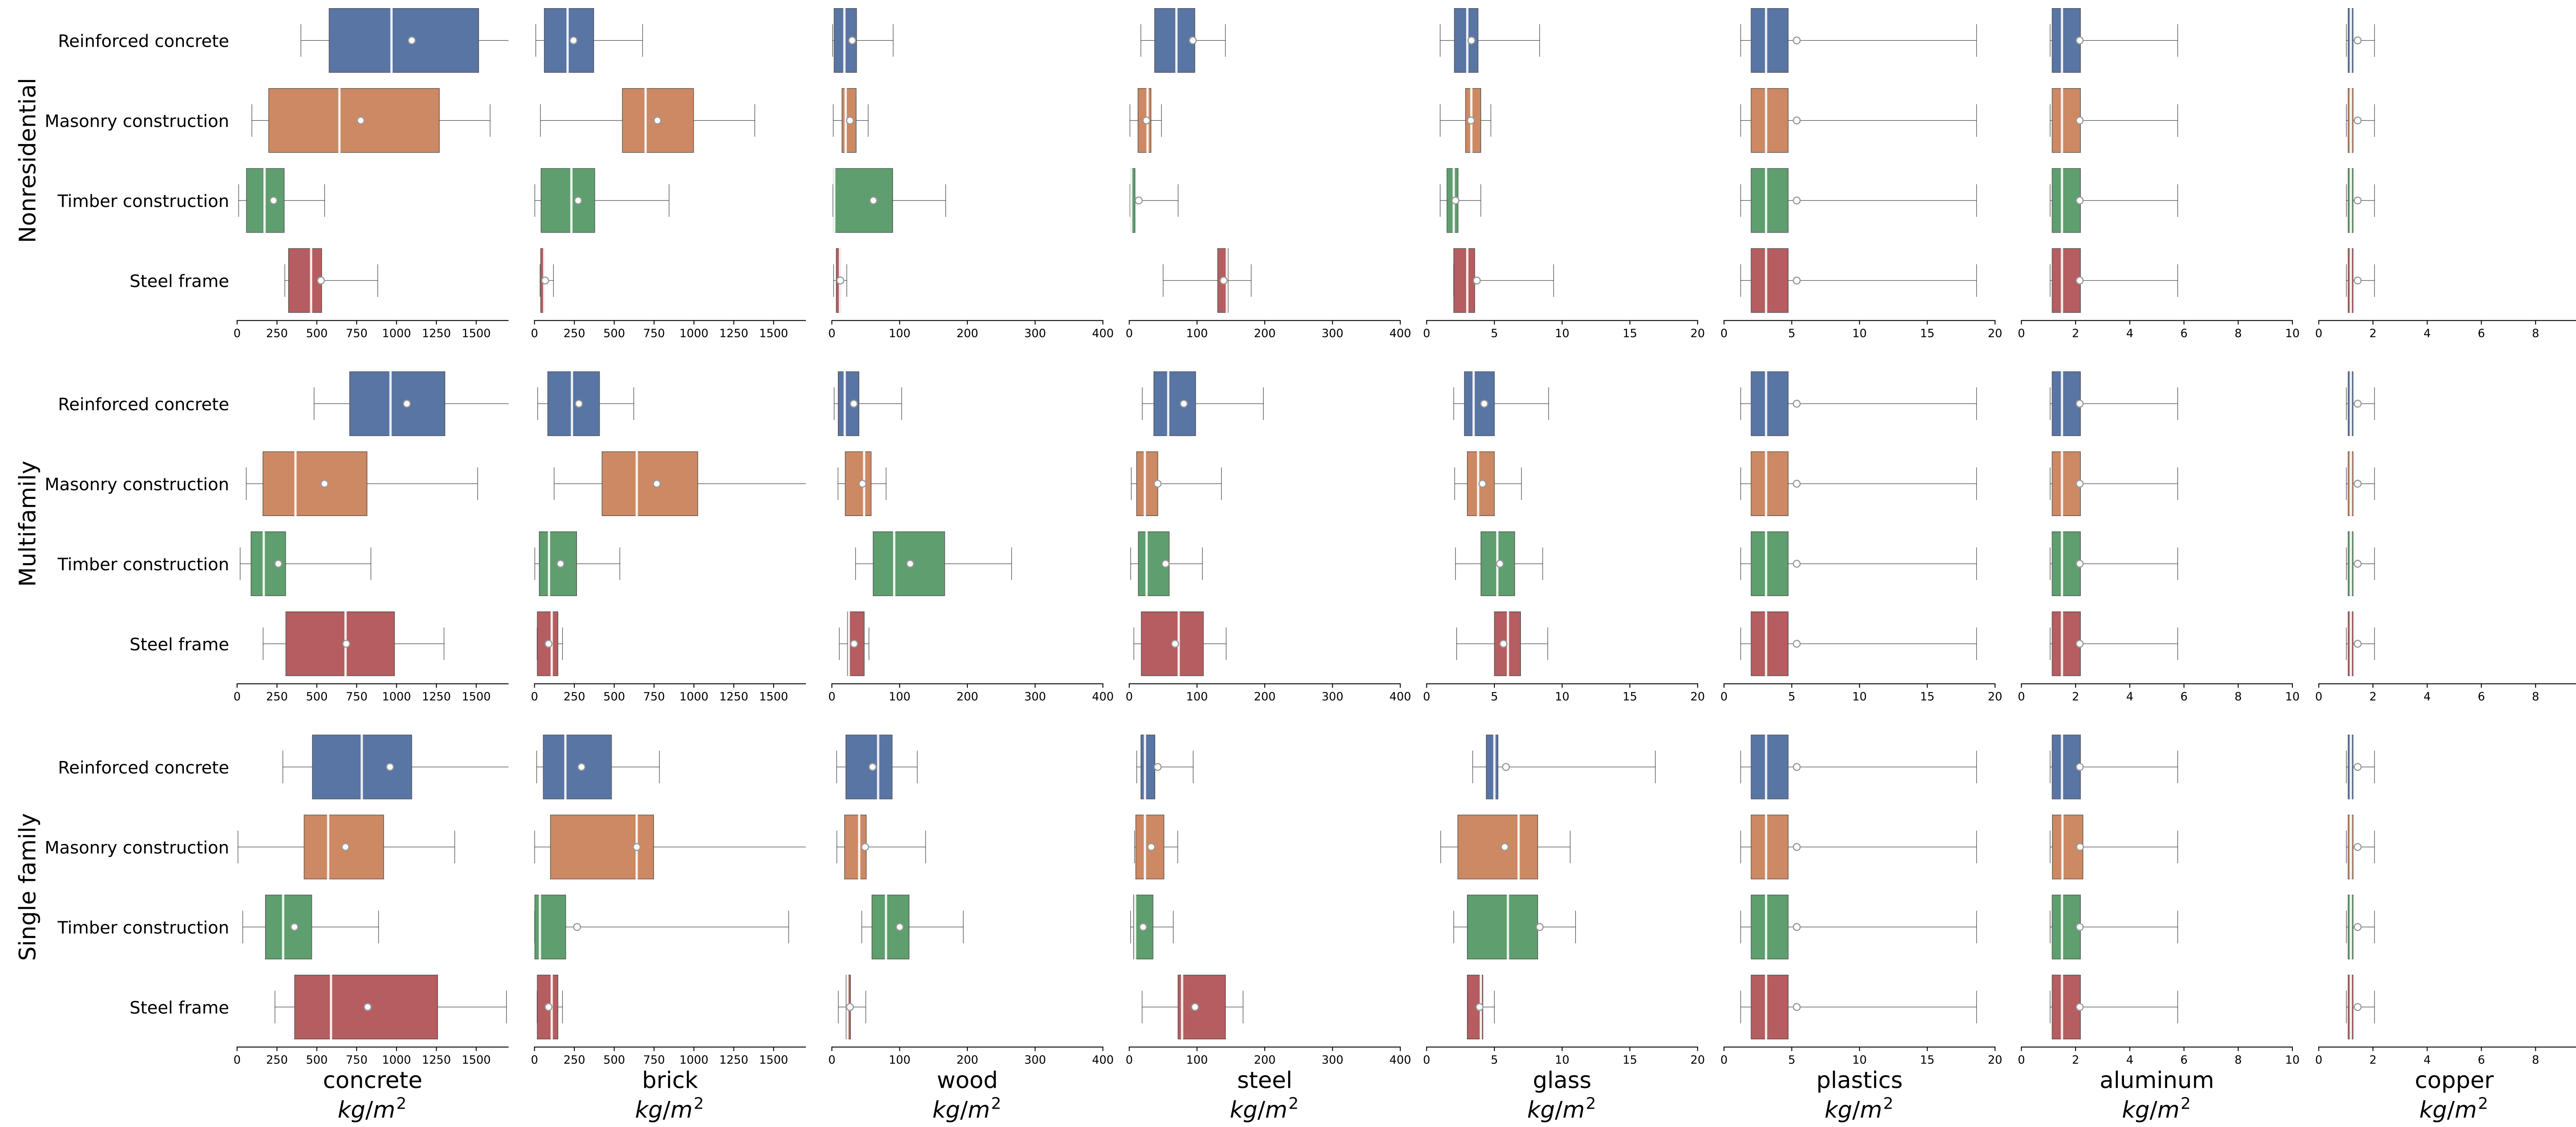 Nonresidential
Reinforced concrete
Masonry construction
Timber construction
Steel frame
0 250 500 750 1000 1250 1500
0 250 500 750 1000 1250 1500
0 100 200 300 400
0 100 200 300 400
0 5 10 15 20
0 5 10 15 20
0 2 4 6 8 10
0 2 4 6 8
Multifamily
Reinforced concrete
Masonry construction
Timber construction
Steel frame
0 250 500 750 1000 1250 1500
0 250 500 750 1000 1250 1500
0 100 200 300 400
0 100 200 300 400
0 5 10 15 20
0 5 10 15 20
0 2 4 6 8 10
0 2 4 6 8
Single family
Reinforced concrete
Masonry construction
Timber construction
Steel frame
0 250 500 750 1000 1250 1500
0 250 500 750 1000 1250 1500
0 100 200 300 400
0 100 200 300 400
0 5 10 15 20
0 5 10 15 20
0 2 4 6 8 10
0 2 4 6 8
concrete
kg/m²
brick
kg/m²
wood
kg/m²
steel
kg/m²
glass
kg/m²
plastics
kg/m²
aluminum
kg/m²
copper
kg/m²